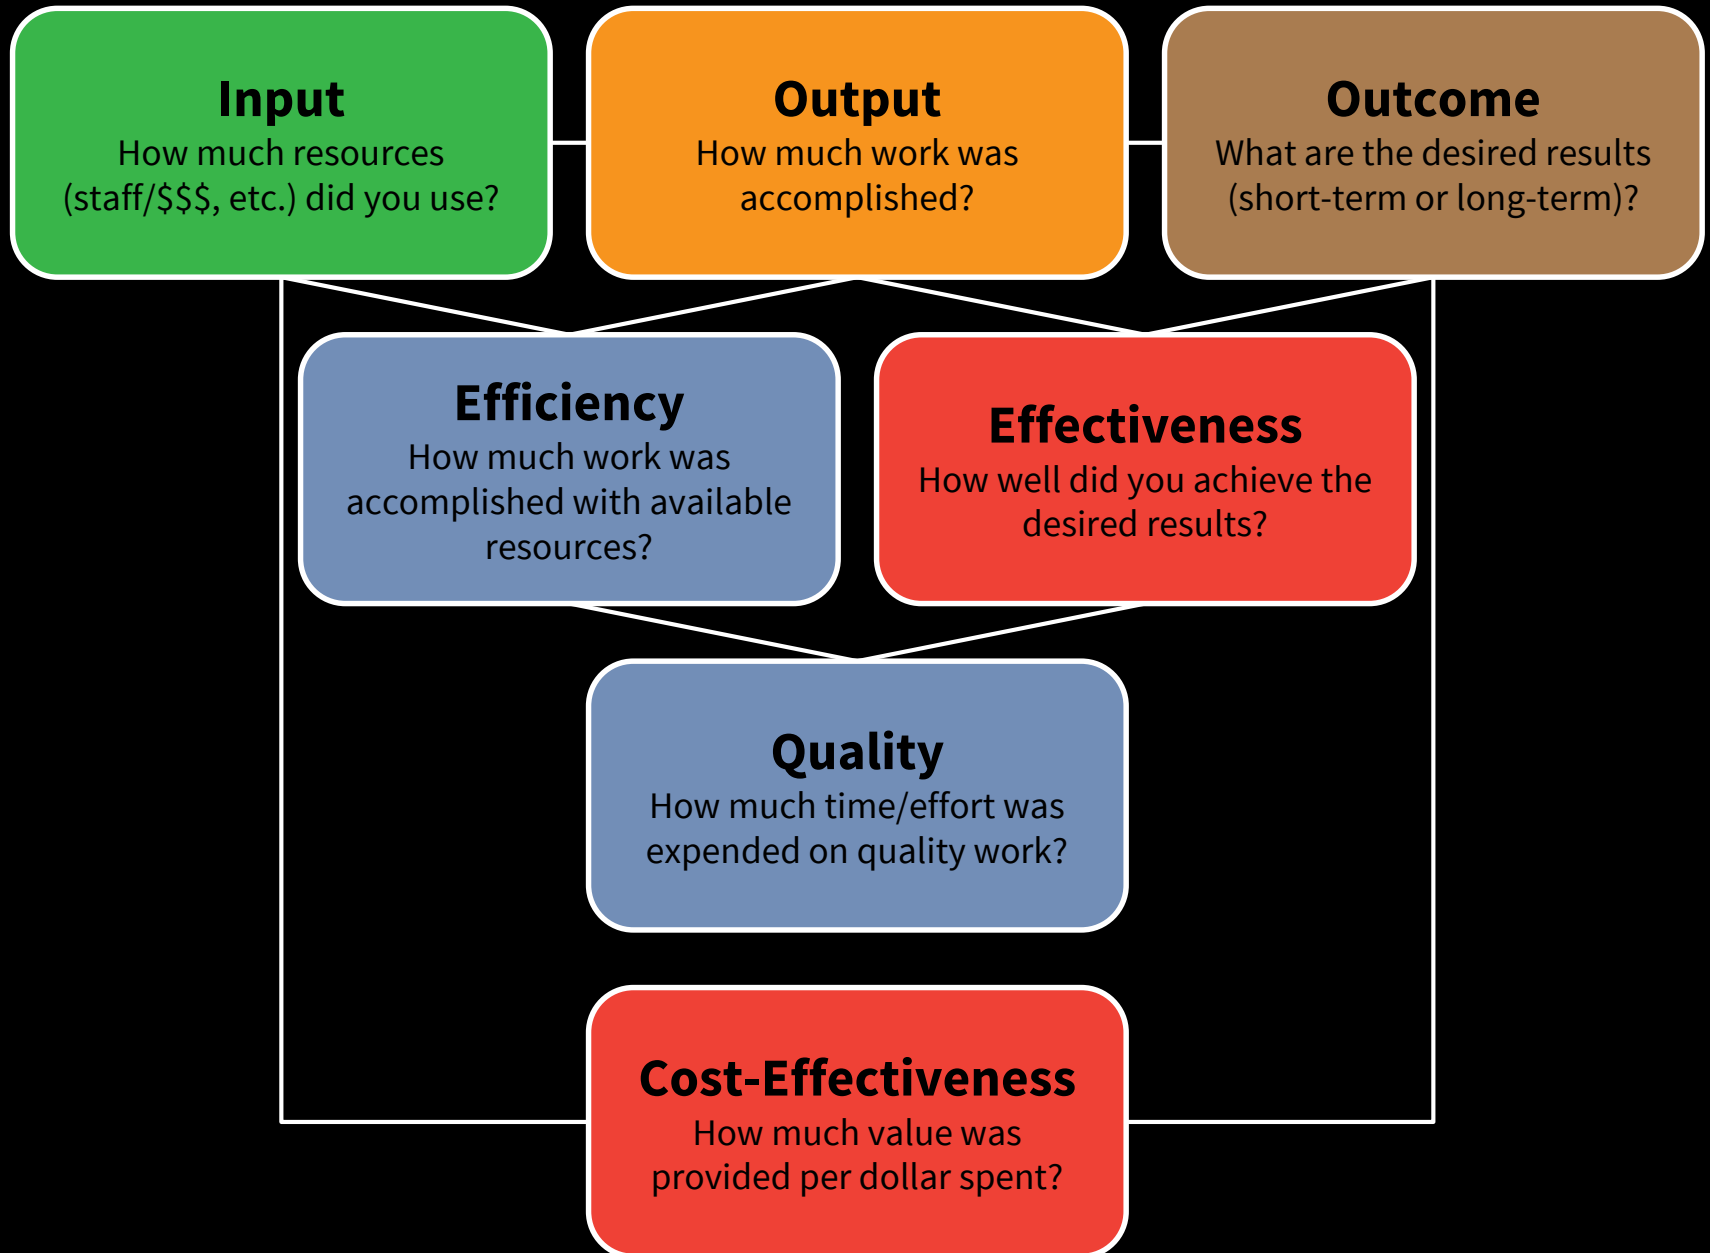 Input
How much resources
(staff/$$$, etc.) did you use?
Output
How much work was
accomplished?
Outcome
What are the desired results
(short-term or long-term)?
Efficiency
How much work was
accomplished with available
resources?
Effectiveness
How well did you achieve the
desired results?
Quality
How much time/effort was
expended on quality work?
Cost-Effectiveness
How much value was
provided per dollar spent?